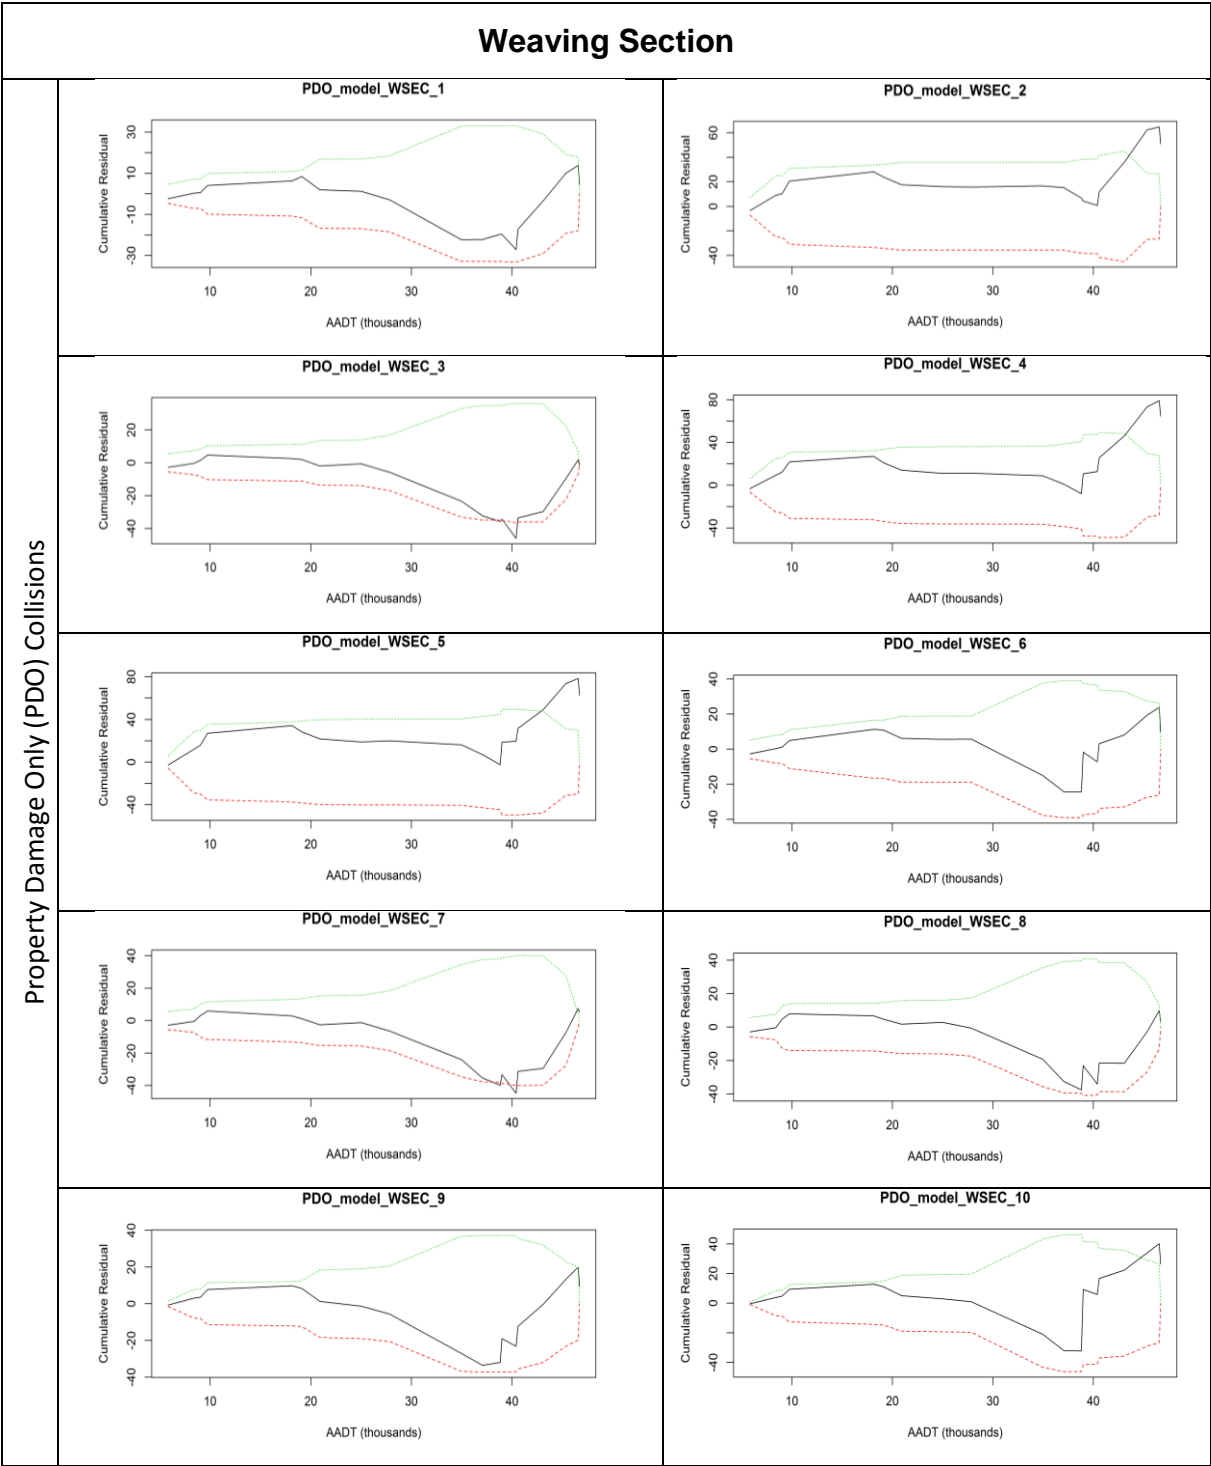 Weaving Section
Property Damage Only (PDO) Collisions
PDO_model_WSEC_1
Cumulative Residual
30
10
-10
-30
10 20 30 40
AADT (thousands)
PDO_model_WSEC_2
Cumulative Residual
60
20
0
-40
10 20 30 40
AADT (thousands)
PDO_model_WSEC_3
Cumulative Residual
20
0
-20
-40
10 20 30 40
AADT (thousands)
PDO_model_WSEC_4
Cumulative Residual
80
40
0
-40
10 20 30 40
AADT (thousands)
PDO_model_WSEC_5
Cumulative Residual
80
40
0
-40
10 20 30 40
AADT (thousands)
PDO_model_WSEC_6
Cumulative Residual
40
20
0
-20
-40
10 20 30 40
AADT (thousands)
PDO_model_WSEC_7
Cumulative Residual
40
20
0
-20
-40
10 20 30 40
AADT (thousands)
PDO_model_WSEC_8
Cumulative Residual
40
20
0
-20
-40
10 20 30 40
AADT (thousands)
PDO_model_WSEC_9
Cumulative Residual
40
20
0
-20
-40
10 20 30 40
AADT (thousands)
PDO_model_WSEC_10
Cumulative Residual
40
20
0
-40
10 20 30 40
AADT (thousands)